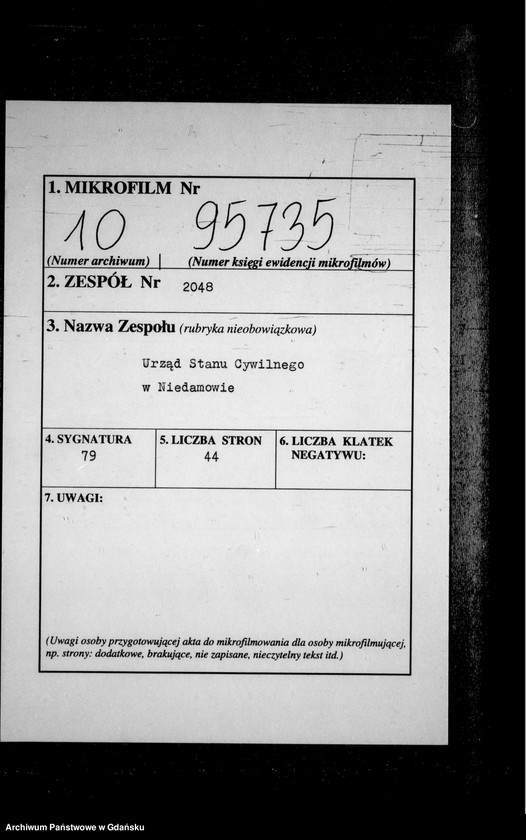 1. MIKROFILM Nr
10 95735
(Numer archiwum) (Numer księgi ewidencji mikrofilmów)
2. ZESPÓŁ Nr 2048
3. Nazwa Zespołu (rubryka nieobowiązkowa)
Urząd Stanu Cywilnego
w Niedamowie
4. SYGNATURA 5. LICZBA STRON 6. LICZBA KLATEK
NEGATYWU:
79 44
7. UWAGI:
(Uwagi osoby przygotowującej akta do mikrofilmowania dla osoby mikrofilmującej,
np. strony: dodatkowe, brakujące, nie zapisane, nieczytelny tekst itd.)
Archiwum Państwowe w Gdańsku